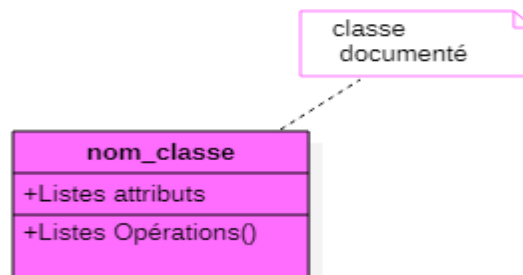 classe
documenté
nom_classe
+Listes attributs
+Listes Opérations()